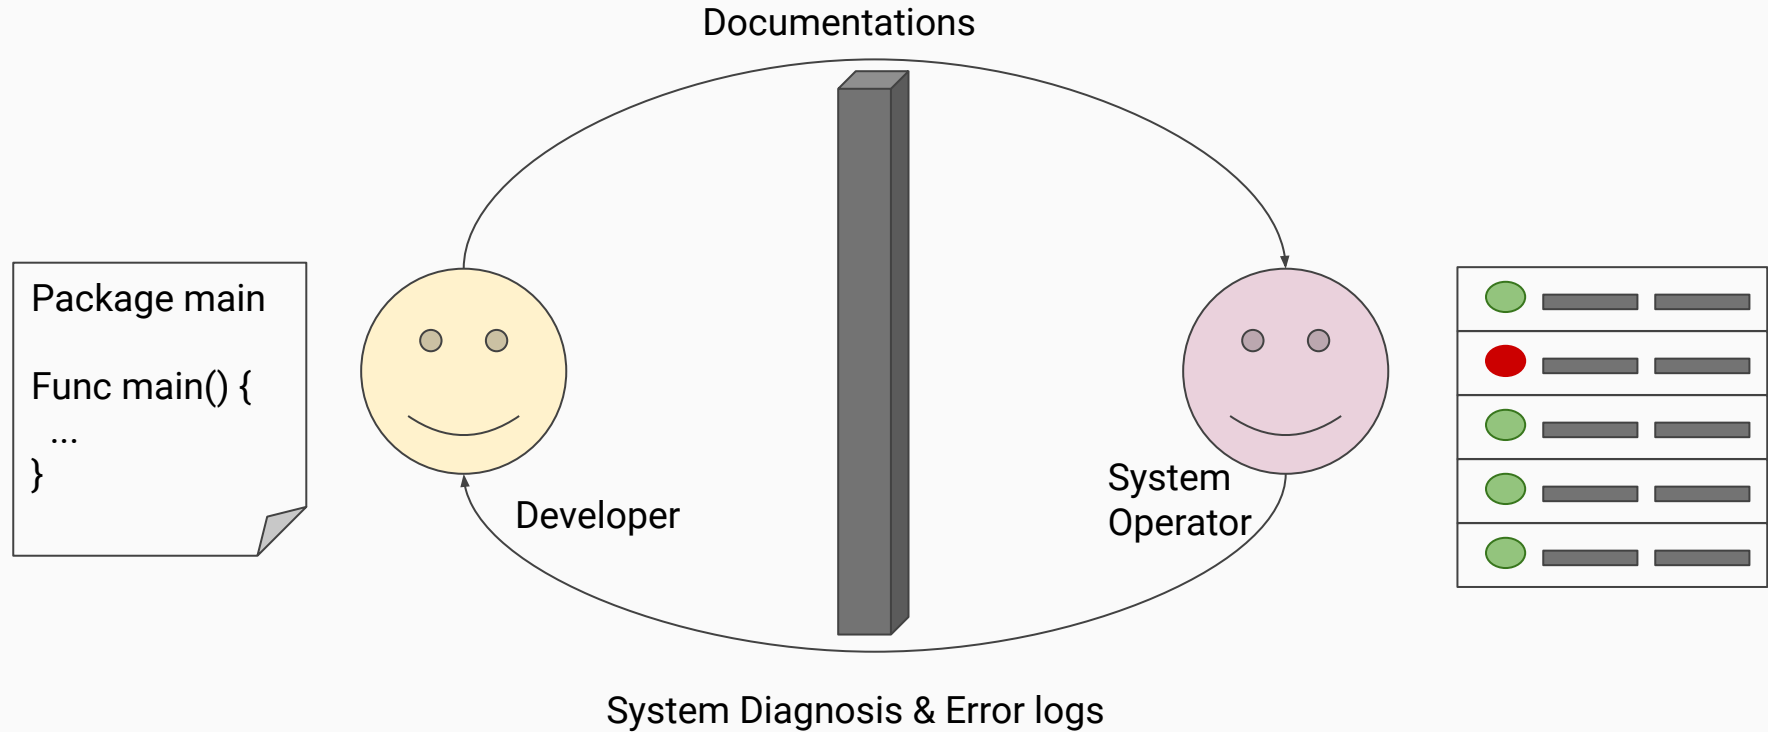 Documentations
Package main
Func main() {
...
}
Developer
System
Operator
System Diagnosis & Error logs